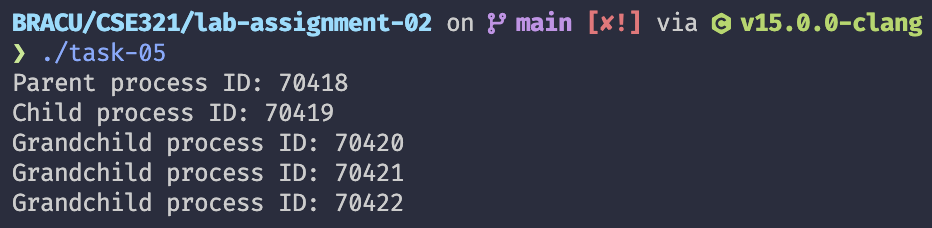 BRACU/CSE321/lab-assignment-02 on main [✘!] via C v15.0.0-clang
❯ ./task-05
Parent process ID: 70418
Child process ID: 70419
Grandchild process ID: 70420
Grandchild process ID: 70421
Grandchild process ID: 70422